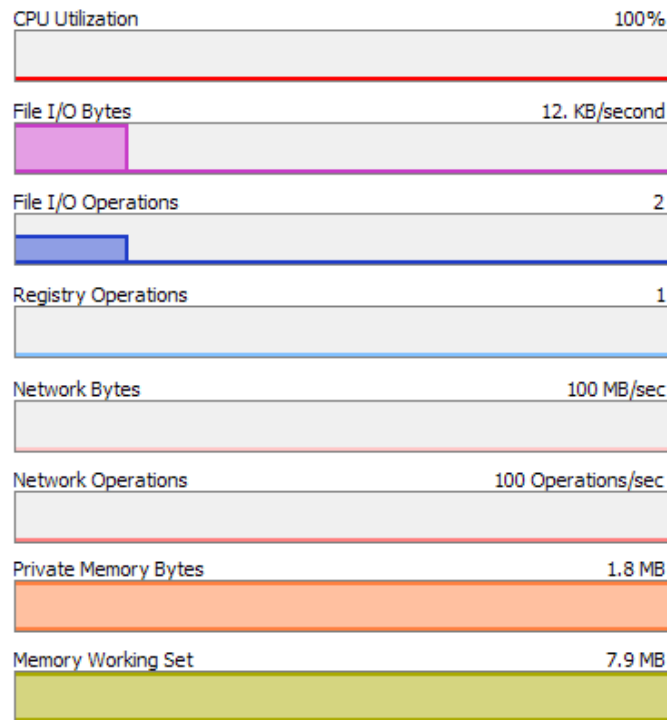 CPU Utilization 100%
File I/O Bytes 12. KB/second
File I/O Operations 2
Registry Operations 1
Network Bytes 100 MB/sec
Network Operations 100 Operations/sec
Private Memory Bytes 1.8 MB
Memory Working Set 7.9 MB